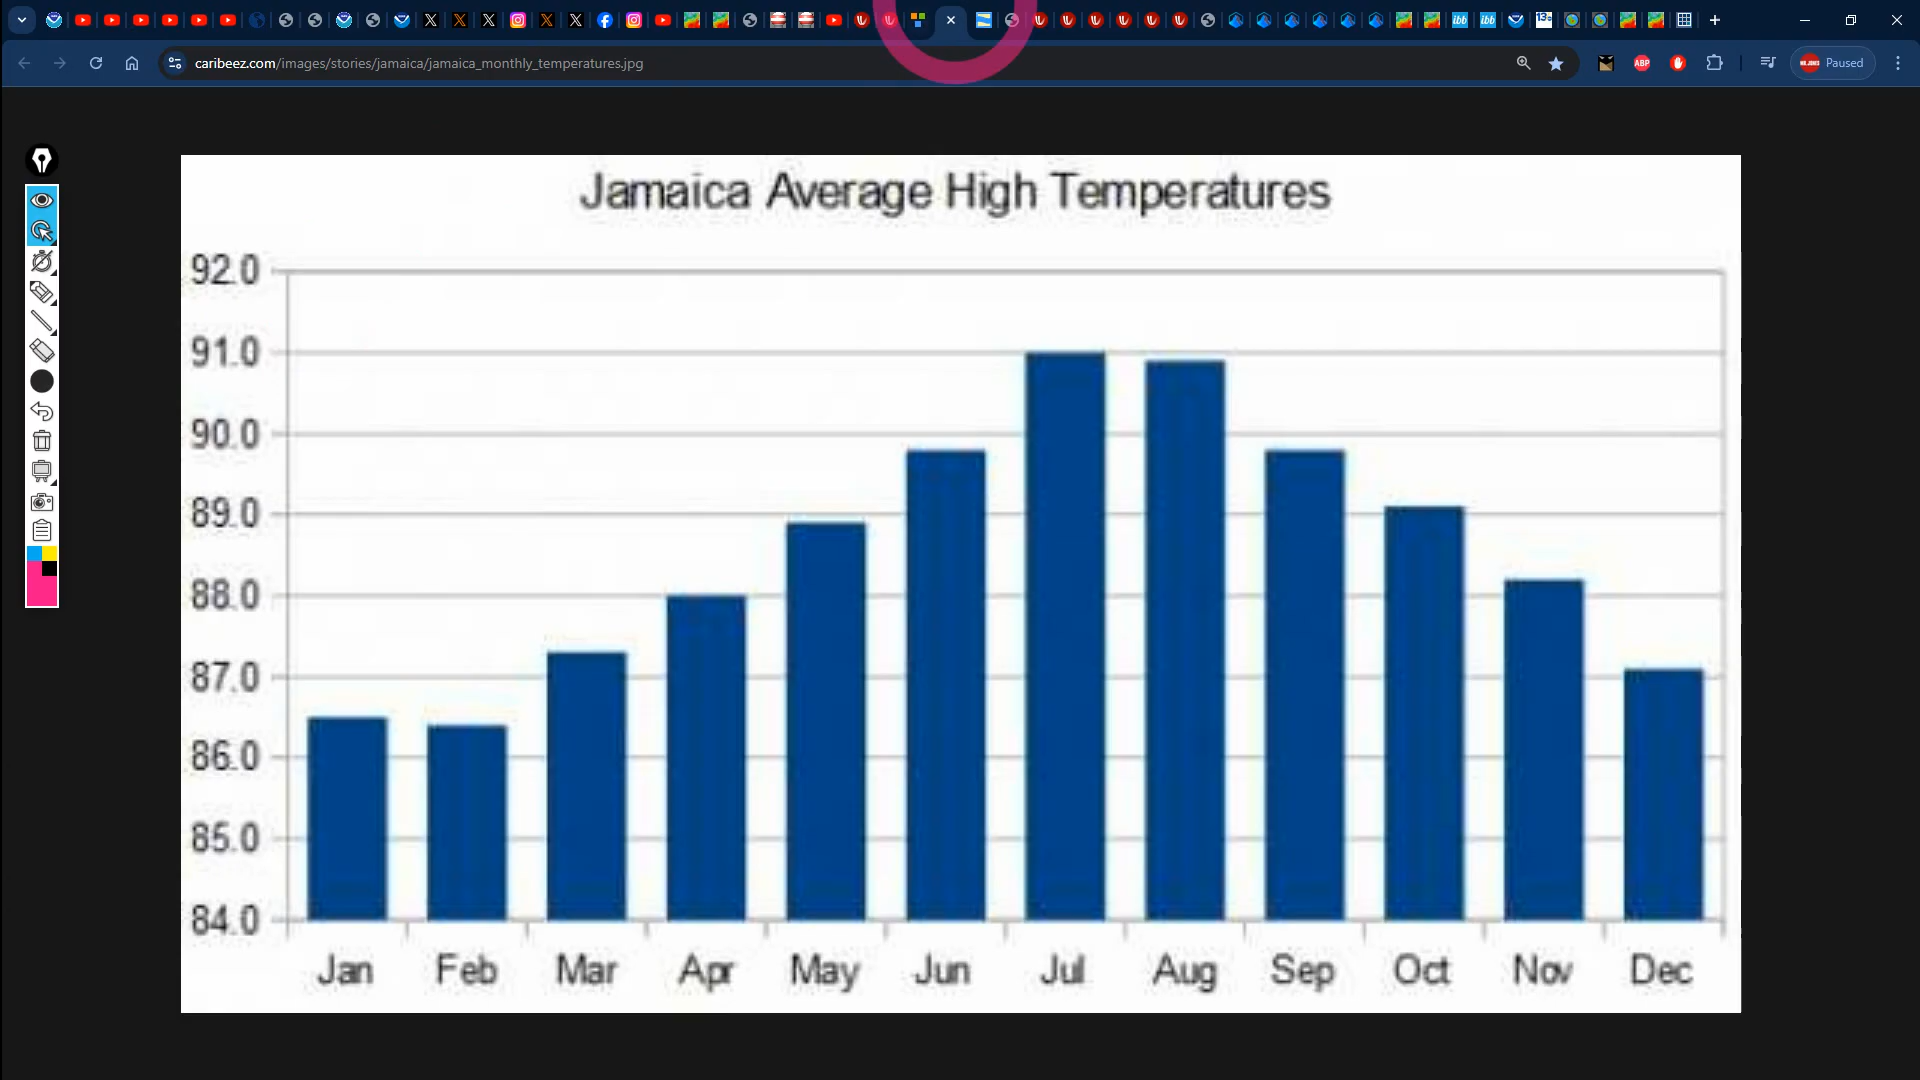 caribeez.com/images/stories/jamaica/jamaica_monthly_temperatures.jpg
ABP
Paused
Jamaica Average High Temperatures
92.0
91.0
90.0
89.0
88.0
87.0
86.0
85.0
84.0
Jan Feb Mar Apr May Jun Jul Aug Sep Oct Nov Dec